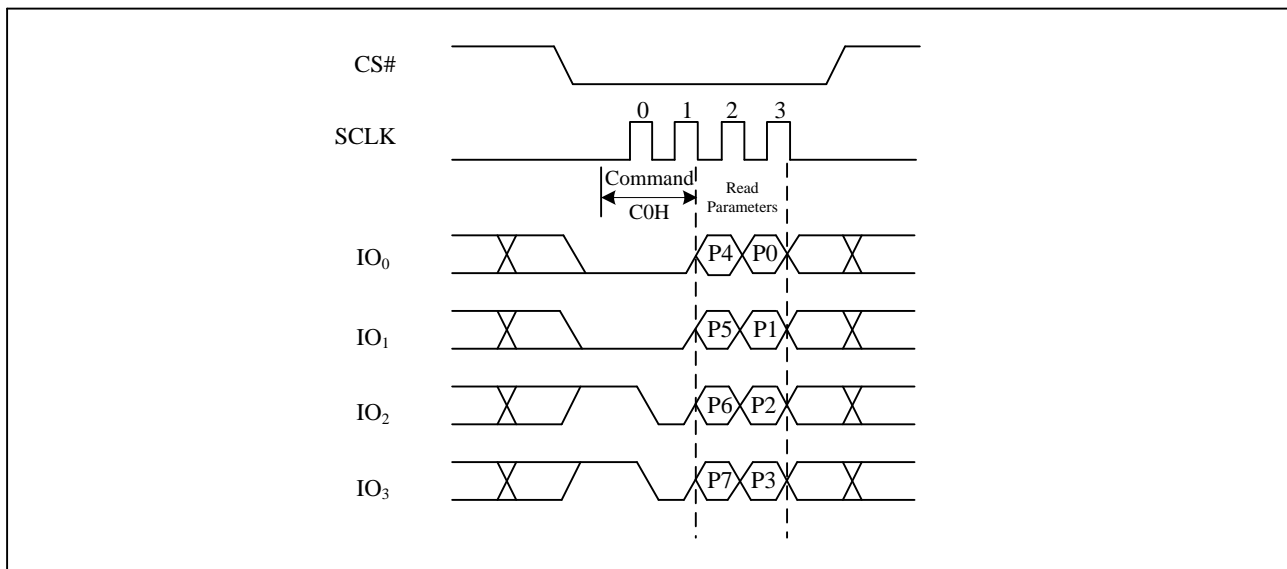 CS#
0 1 2 3
SCLK
Command
C0H
Read
Parameters
IO₀ P4 P0
IO₁ P5 P1
IO₂ P6 P2
IO₃ P7 P3